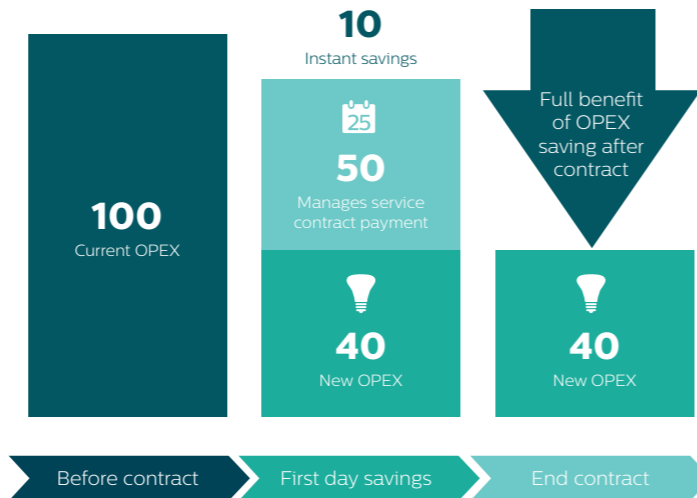 100
Current OPEX
10
Instant savings
25
50
Manages service
contract payment
40
New OPEX
Full benefit
of OPEX
saving after
contract
40
New OPEX
Before contract
First day savings
End contract